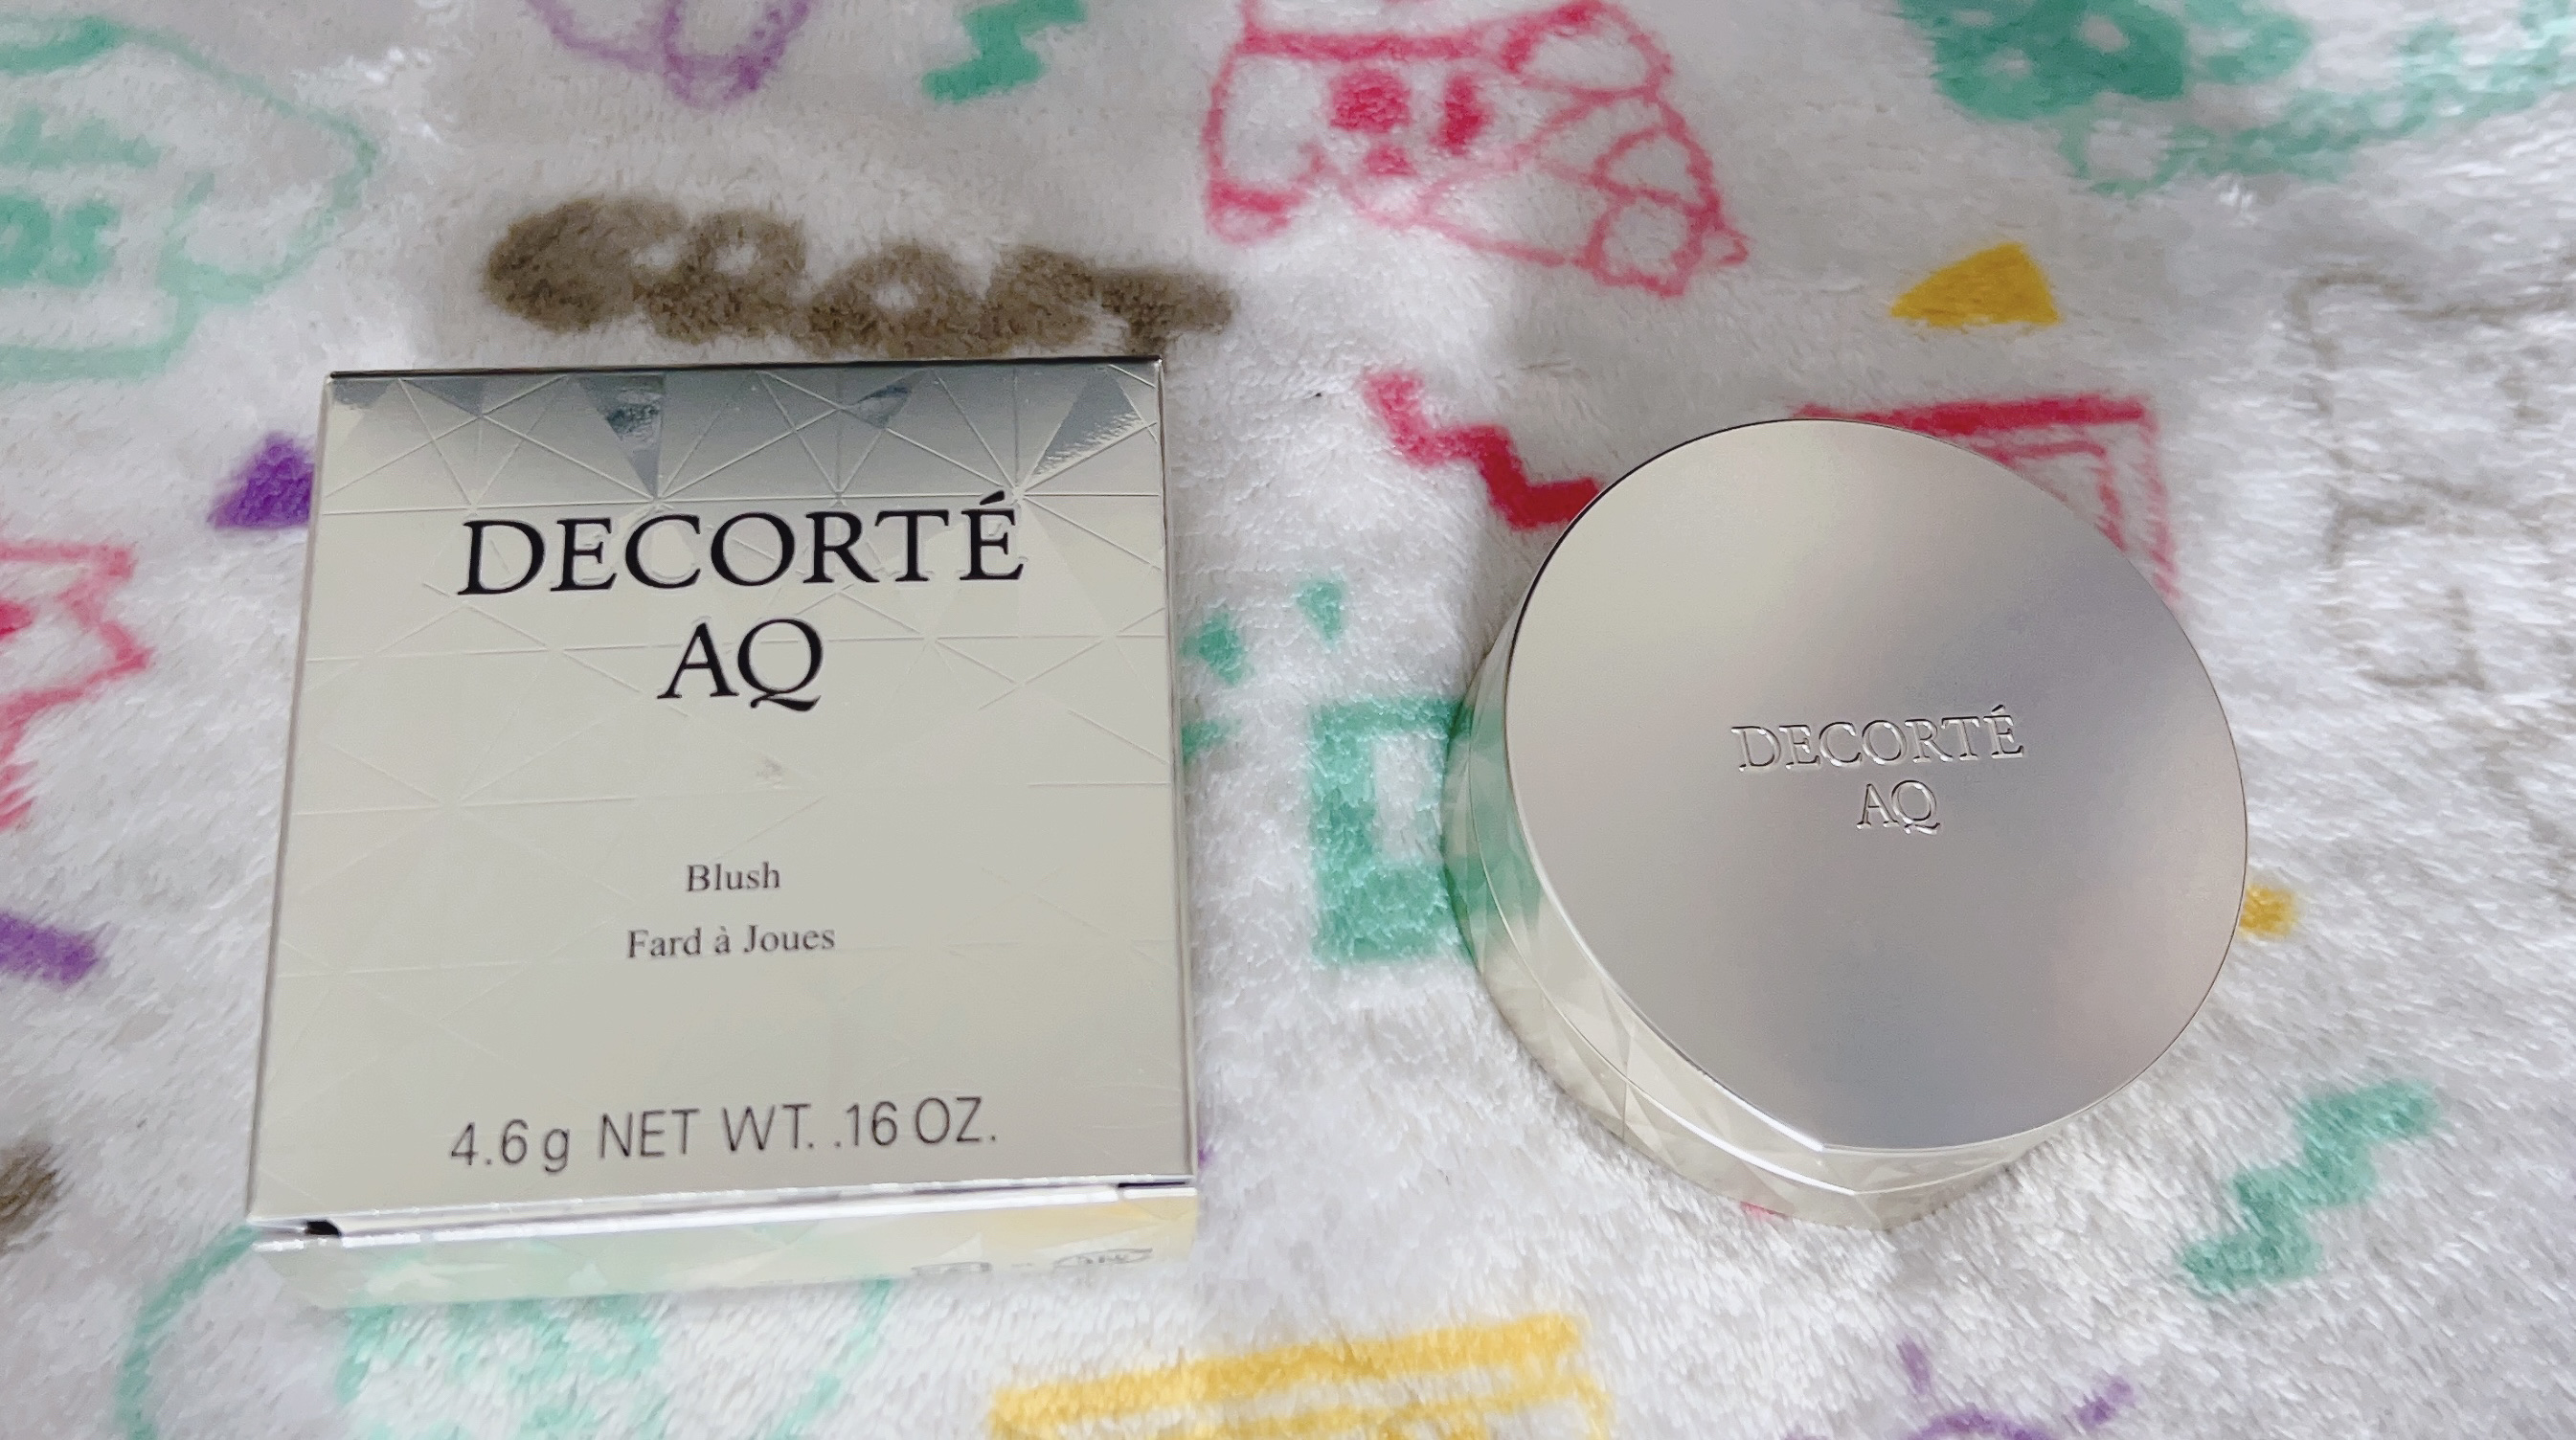 DECORTÉ
AQ
Blush
Fard à Joues
4.6g NET WT. .16 OZ.
DECORTÉ
AQ